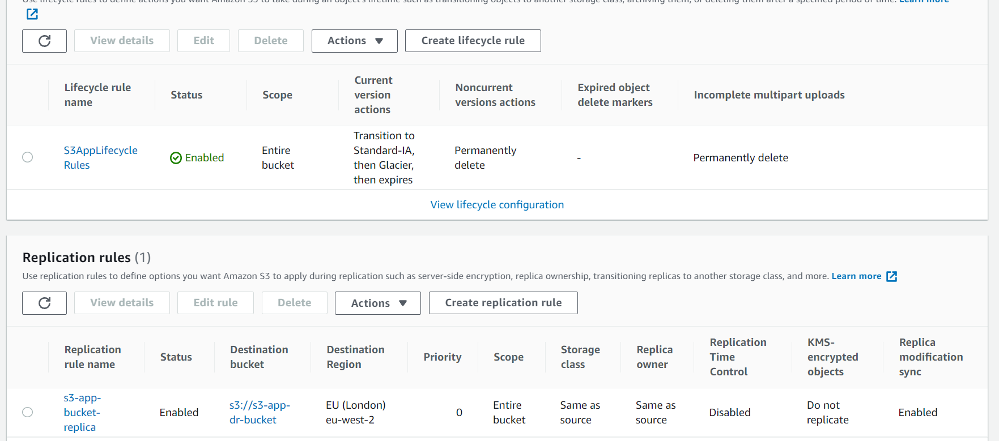 Use lifecycle rules to define actions you want Amazon S3 to take during an object's lifetime such as transitioning objects to another storage class, archiving them, or deleting them after a specified period of time. Learn more
View details Edit Delete Actions Create lifecycle rule
Lifecycle rule name
Status
Scope
Current version actions
Noncurrent versions actions
Expired object delete markers
Incomplete multipart uploads
S3AppLifecycle
Rules
Enabled
Entire
bucket
Transition to
Standard-IA,
then Glacier,
then expires
Permanently
delete
-
Permanently delete
View lifecycle configuration
Replication rules (1)
Use replication rules to define options you want Amazon S3 to apply during replication such as server-side encryption, replica ownership, transitioning replicas to another storage class, and more. Learn more
View details Edit rule Delete Actions Create replication rule
Replication
rule name
Status
Destination
bucket
Destination
Region
Priority
Scope
Storage
class
Replica
owner
Replication
Time
Control
KMS-
encrypted
objects
Replica
modification
sync
s3-app-
bucket-
replica
Enabled
s3://s3-app-
dr-bucket
EU (London)
eu-west-2
0
Entire
bucket
Same as
source
Same as
source
Disabled
Do not
replicate
Enabled